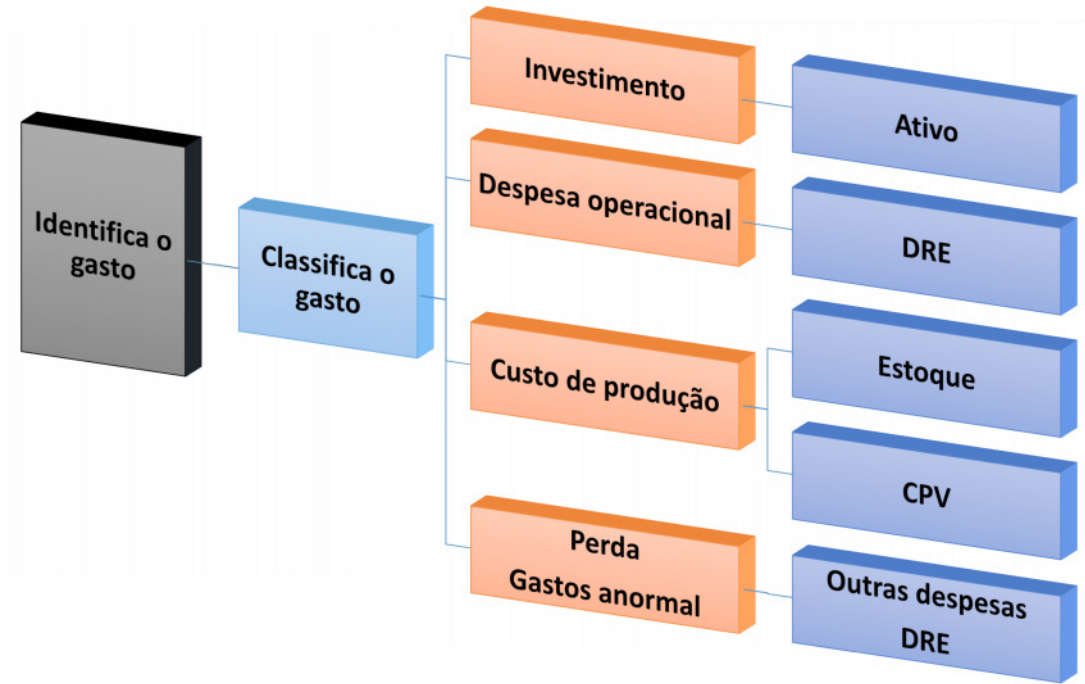 Identifica o
gasto
Classifica o
gasto
Investimento
Ativo
Despesa operacional
DRE
Custo de produção
Estoque
CPV
Perda
Gastos anormal
Outras despesas
DRE